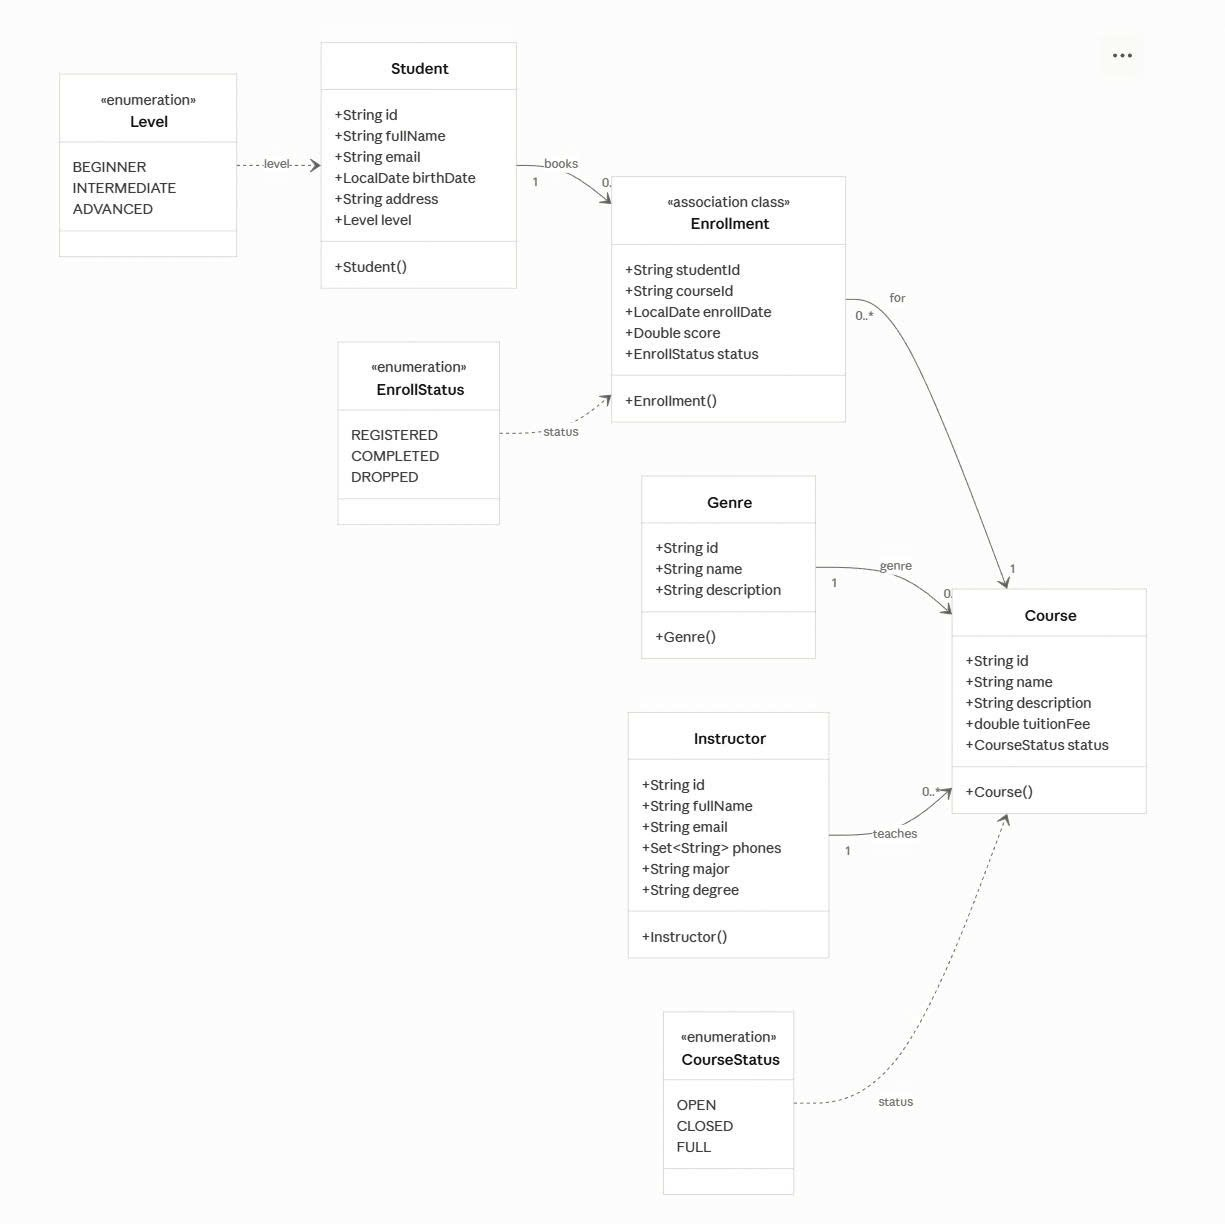 Student
+String id
+String fullName
+String email
+LocalDate birthDate
+String address
+Level level
+Student()
«enumeration»
Level
BEGINNER
INTERMEDIATE
ADVANCED
level
books
1
0.
«association class»
Enrollment
+String studentId
+String courseId
+LocalDate enrollDate
+Double score
+EnrollStatus status
+Enrollment()
for
0..*
1
«enumeration»
EnrollStatus
REGISTERED
COMPLETED
DROPPED
status
Genre
+String id
+String name
+String description
+Genre()
genre
1
0.
Course
+String id
+String name
+String description
+double tuitionFee
+CourseStatus status
+Course()
Instructor
+String id
+String fullName
+String email
+Set<String> phones
+String major
+String degree
+Instructor()
0..*
teaches
1
«enumeration»
CourseStatus
OPEN
CLOSED
FULL
status